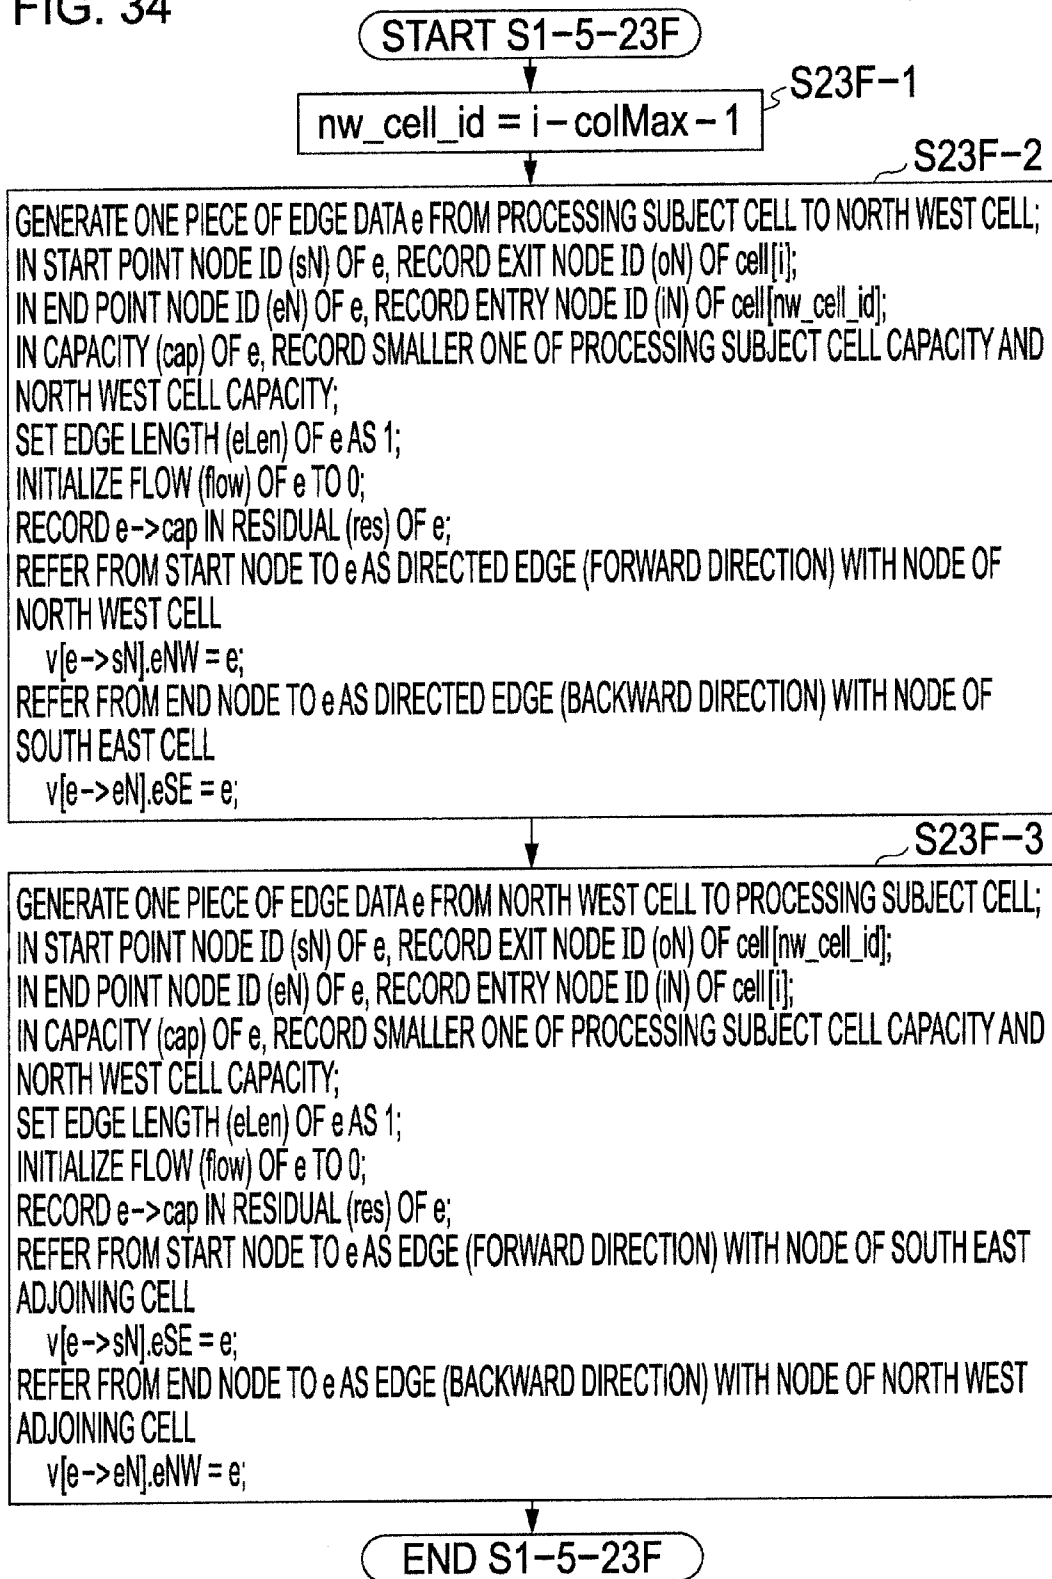 FIG. 34
START S1-5-23F
S23F-1
nw_cell_id = i-colMax-1
S23F-2
GENERATE ONE PIECE OF EDGE DATA e FROM PROCESSING SUBJECT CELL TO NORTH WEST CELL;
IN START POINT NODE ID (sN) OF e, RECORD EXIT NODE ID (oN) OF cell[i];
IN END POINT NODE ID (eN) OF e, RECORD ENTRY NODE ID (iN) OF cell[nw_cell_id];
IN CAPACITY (cap) OF e, RECORD SMALLER ONE OF PROCESSING SUBJECT CELL CAPACITY AND
NORTH WEST CELL CAPACITY;
SET EDGE LENGTH (eLen) OF e AS 1;
INITIALIZE FLOW (flow) OF e TO 0;
RECORD e->cap IN RESIDUAL (res) OF e;
REFER FROM START NODE TO e AS DIRECTED EDGE (FORWARD DIRECTION) WITH NODE OF
NORTH WEST CELL
v[e->sN].eNW = e;
REFER FROM END NODE TO e AS DIRECTED EDGE (BACKWARD DIRECTION) WITH NODE OF
SOUTH EAST CELL
v[e->eN].eSE = e;
S23F-3
GENERATE ONE PIECE OF EDGE DATA e FROM NORTH WEST CELL TO PROCESSING SUBJECT CELL;
IN START POINT NODE ID (sN) OF e, RECORD EXIT NODE ID (oN) OF cell[nw_cell_id];
IN END POINT NODE ID (eN) OF e, RECORD ENTRY NODE ID (iN) OF cell[i];
IN CAPACITY (cap) OF e, RECORD SMALLER ONE OF PROCESSING SUBJECT CELL CAPACITY AND
NORTH WEST CELL CAPACITY;
SET EDGE LENGTH (eLen) OF e AS 1;
INITIALIZE FLOW (flow) OF e TO 0;
RECORD e->cap IN RESIDUAL (res) OF e;
REFER FROM START NODE TO e AS EDGE (FORWARD DIRECTION) WITH NODE OF SOUTH EAST
ADJOINING CELL
v[e->sN].eSE = e;
REFER FROM END NODE TO e AS EDGE (BACKWARD DIRECTION) WITH NODE OF NORTH WEST
ADJOINING CELL
v[e->eN].eNW = e;
END S1-5-23F